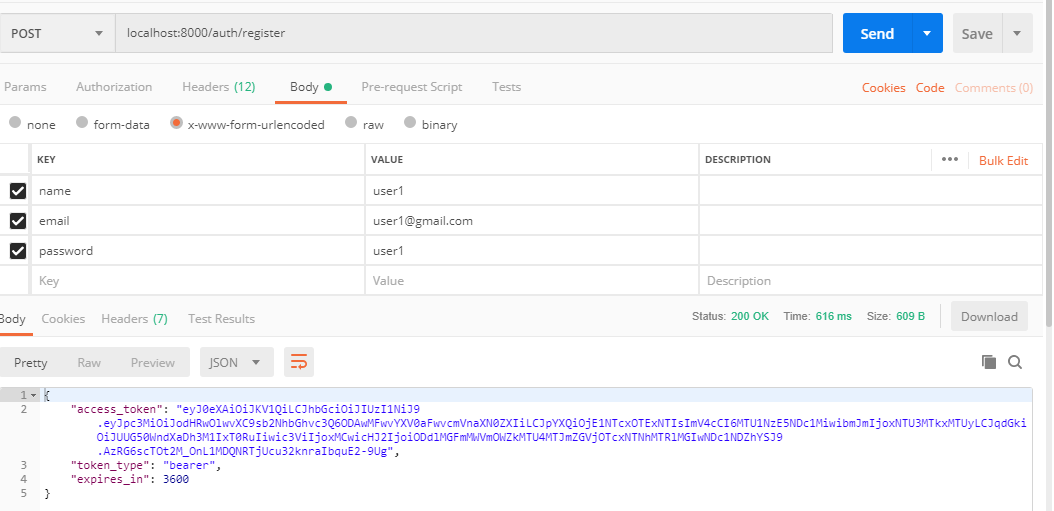 POST localhost:8000/auth/register Send Save
Params Authorization Headers (12) Body Pre-request Script Tests Cookies Code Comments (0)
none form-data x-www-form-urlencoded raw binary
KEY VALUE DESCRIPTION ••• Bulk Edit
name user1
email user1@gmail.com
password user1
Key Value Description
Body Cookies Headers (7) Test Results Status: 200 OK Time: 616 ms Size: 609 B Download
Pretty Raw Preview JSON
1 {
2 "access_token": "eyJ0eXAiOiJKV1QiLCJhbGciOiJIUzI1NiJ9
.eyJpc3MiOiJodHRwOlwvXC9sb2NhbGhvc3Q6ODAwMFwvYXV0aFwvcmVnaXN0ZXIiLCJpYXQiOjE1NTcxOTExNTIsImV4cCI6MTU1NzE5NDc1MiwibmJmIjoxNTU3MTkxMTUyLCJqdGki
OiJUUG50WndXaDh3M1IxT0RuIiwic3ViIjoxMCwicHJ2IjoiODdlMGFmMWVmOWZkMTU4MTJmZGVjOTcxNTNhMTRlMGIwNDc1NDZhYSJ9
.AzRG6scTOt2M_OnL1MDQNRTjUcu32knraIbquE2-9Ug",
3 "token_type": "bearer",
4 "expires_in": 3600
5 }